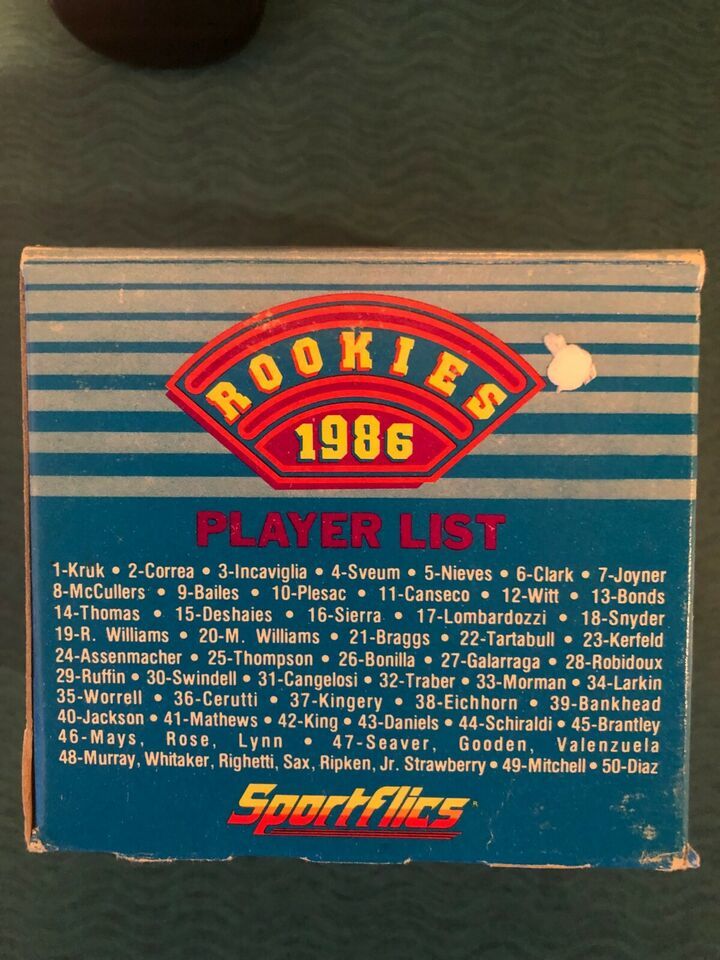 ROOKIES
1986
PLAYER LIST
1-Kruk • 2-Correa • 3-Incaviglia • 4-Sveum • 5-Nieves • 6-Clark • 7-Joyner
8-McCullers • 9-Bailes • 10-Plesac • 11-Canseco • 12-Witt • 13-Bonds
14-Thomas • 15-Deshaies • 16-Sierra • 17-Lombardozzi • 18-Snyder
19-R. Williams • 20-M. Williams • 21-Braggs • 22-Tartabull • 23-Kerfeld
24-Assenmacher • 25-Thompson • 26-Bonilla • 27-Galarraga • 28-Robidoux
29-Ruffin • 30-Swindell • 31-Cangelosi • 32-Traber • 33-Morman • 34-Larkin
35-Worrell • 36-Cerutti • 37-Kingery • 38-Eichhorn • 39-Bankhead
40-Jackson • 41-Mathews • 42-King • 43-Daniels • 44-Schiraldi • 45-Brantley
46-Mays, Rose, Lynn • 47-Seaver, Gooden, Valenzuela
48-Murray, Whitaker, Righetti, Sax, Ripken, Jr. Strawberry • 49-Mitchell • 50-Diaz
Sportflics®